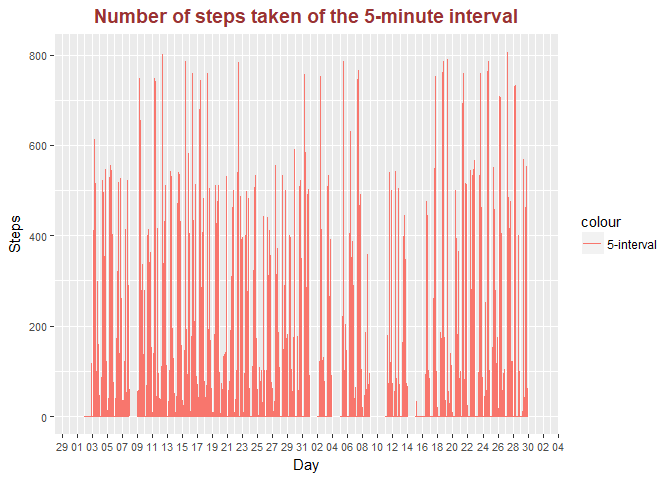 Number of steps taken of the 5-minute interval
800
600
400
200
0
Steps
29 01 03 05 07 09 11 13 15 17 19 21 23 25 27 29 31 02 04 06 08 10 12 14 16 18 20 22 24 26 28 30 02 04
Day
colour
5-interval